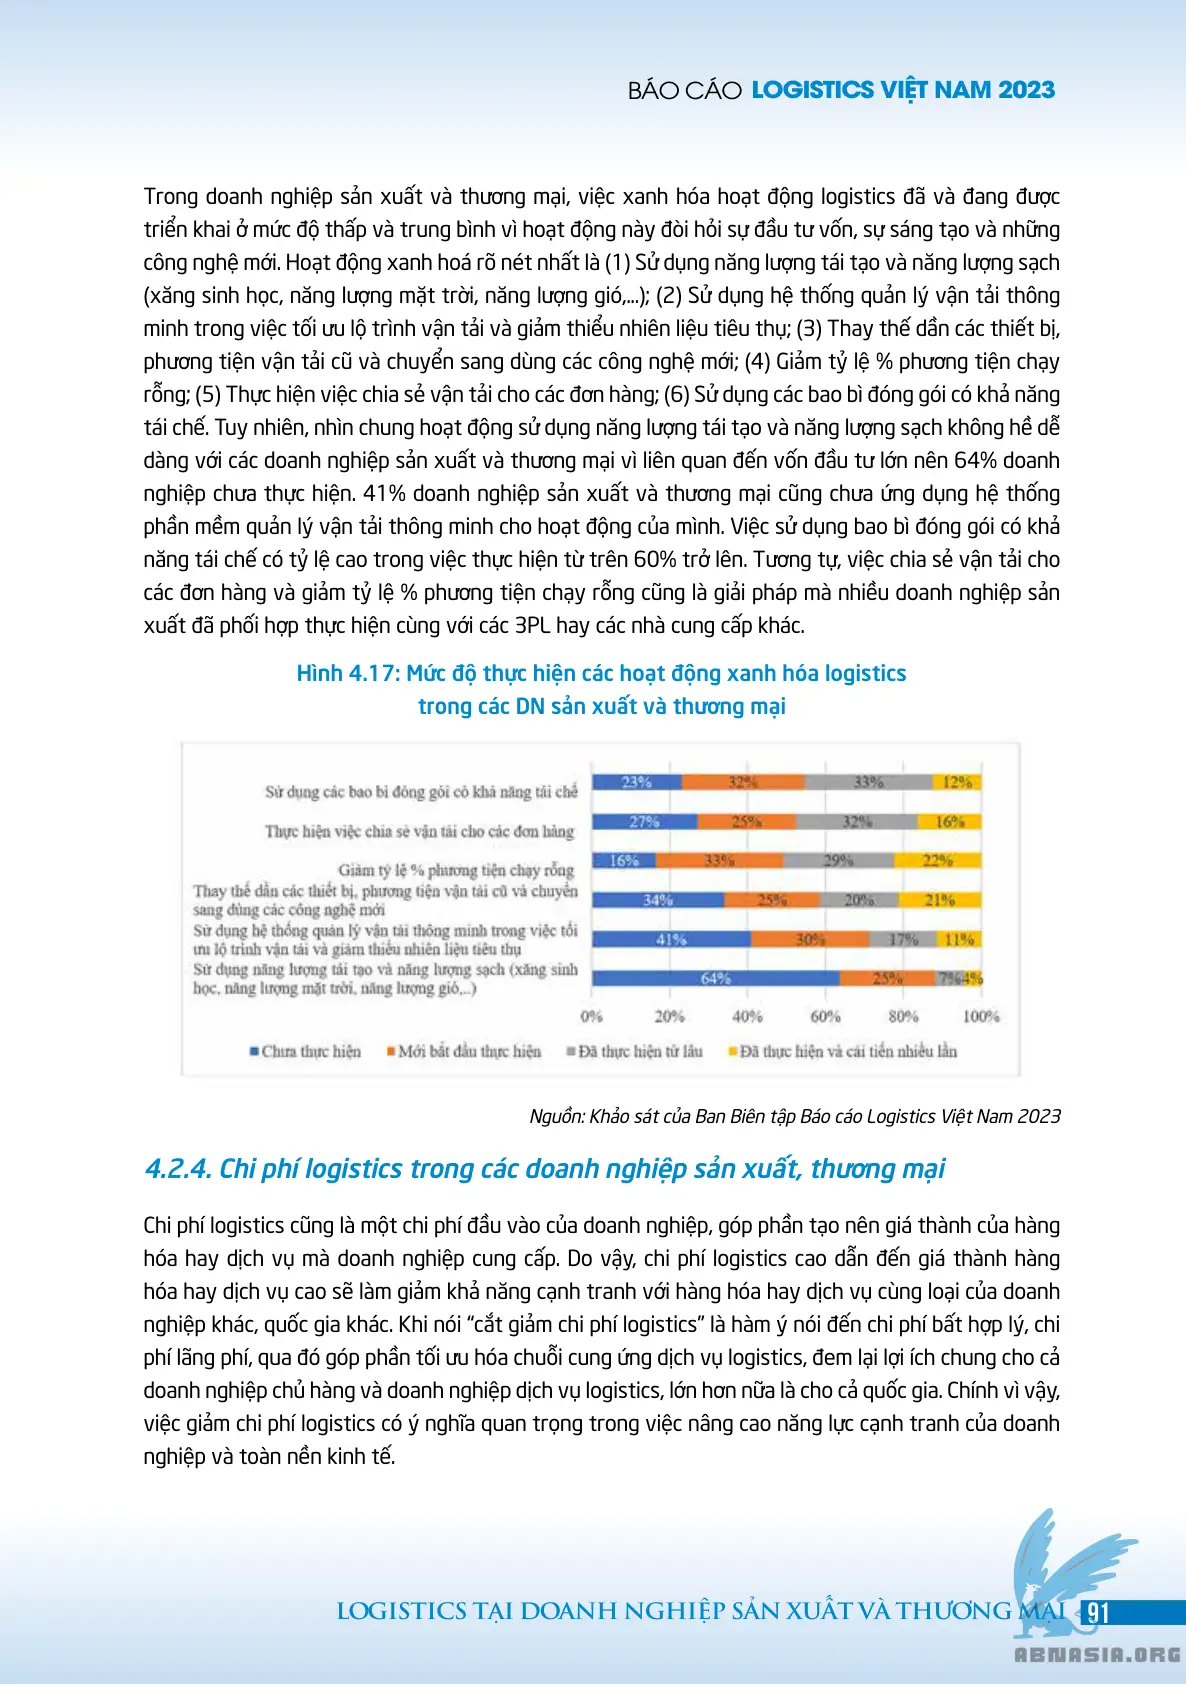 BÁO CÁO LOGISTICS VIỆT NAM 2023
Trong doanh nghiệp sản xuất và thương mại, việc xanh hóa hoạt động logistics đã và đang được
triển khai ở mức độ thấp và trung bình vì hoạt động này đòi hỏi sự đầu tư vốn, sự sáng tạo và những
công nghệ mới. Hoạt động xanh hoá rõ nét nhất là (1) Sử dụng năng lượng tái tạo và năng lượng sạch
(xăng sinh học, năng lượng mặt trời, năng lượng gió,...); (2) Sử dụng hệ thống quản lý vận tải thông
minh trong việc tối ưu lộ trình vận tải và giảm thiểu nhiên liệu tiêu thụ; (3) Thay thế dần các thiết bị,
phương tiện vận tải cũ và chuyển sang dùng các công nghệ mới; (4) Giảm tỷ lệ % phương tiện chạy
rỗng; (5) Thực hiện việc chia sẻ vận tải cho các đơn hàng; (6) Sử dụng các bao bì đóng gói có khả năng
tái chế. Tuy nhiên, nhìn chung hoạt động sử dụng năng lượng tái tạo và năng lượng sạch không hề dễ
dàng với các doanh nghiệp sản xuất và thương mại vì liên quan đến vốn đầu tư lớn nên 64% doanh
nghiệp chưa thực hiện. 41% doanh nghiệp sản xuất và thương mại cũng chưa ứng dụng hệ thống
phần mềm quản lý vận tải thông minh cho hoạt động của mình. Việc sử dụng bao bì đóng gói có khả
năng tái chế có tỷ lệ cao trong việc thực hiện từ trên 60% trở lên. Tương tự, việc chia sẻ vận tải cho
các đơn hàng và giảm tỷ lệ % phương tiện chạy rỗng cũng là giải pháp mà nhiều doanh nghiệp sản
xuất đã phối hợp thực hiện cùng với các 3PL hay các nhà cung cấp khác.
Hình 4.17: Mức độ thực hiện các hoạt động xanh hóa logistics
trong các DN sản xuất và thương mại
Sử dụng các bao bì đóng gói có khả năng tái chế 23% 32% 33% 12%
Thực hiện việc chia sẻ vận tải cho các đơn hàng 27% 25% 32% 16%
Giảm tỷ lệ % phương tiện chạy rỗng 16% 33% 29% 22%
Thay thế dần các thiết bị, phương tiện vận tải cũ và chuyển
sang dùng các công nghệ mới 34% 25% 20% 21%
Sử dụng hệ thống quản lý vận tải thông minh trong việc tối
ưu lộ trình vận tải và giảm thiểu nhiên liệu tiêu thụ 41% 30% 17% 11%
Sử dụng năng lượng tái tạo và năng lượng sạch (xăng sinh
học, năng lượng mặt trời, năng lượng gió,..) 64% 25% 7% 4%
0% 20% 40% 60% 80% 100%
Chưa thực hiện Mới bắt đầu thực hiện Đã thực hiện từ lâu Đã thực hiện và cải tiến nhiều lần
Nguồn: Khảo sát của Ban Biên tập Báo cáo Logistics Việt Nam 2023
4.2.4. Chi phí logistics trong các doanh nghiệp sản xuất, thương mại
Chi phí logistics cũng là một chi phí đầu vào của doanh nghiệp, góp phần tạo nên giá thành của hàng
hóa hay dịch vụ mà doanh nghiệp cung cấp. Do vậy, chi phí logistics cao dẫn đến giá thành hàng
hóa hay dịch vụ cao sẽ làm giảm khả năng cạnh tranh với hàng hóa hay dịch vụ cùng loại của doanh
nghiệp khác, quốc gia khác. Khi nói “cắt giảm chi phí logistics” là hàm ý nói đến chi phí bất hợp lý, chi
phí lãng phí, qua đó góp phần tối ưu hóa chuỗi cung ứng dịch vụ logistics, đem lại lợi ích chung cho cả
doanh nghiệp chủ hàng và doanh nghiệp dịch vụ logistics, lớn hơn nữa là cho cả quốc gia. Chính vì vậy,
việc giảm chi phí logistics có ý nghĩa quan trọng trong việc nâng cao năng lực cạnh tranh của doanh
nghiệp và toàn nền kinh tế.
LOGISTICS TẠI DOANH NGHIỆP SẢN XUẤT VÀ THƯƠNG MẠI 91
ABNASIA.ORG